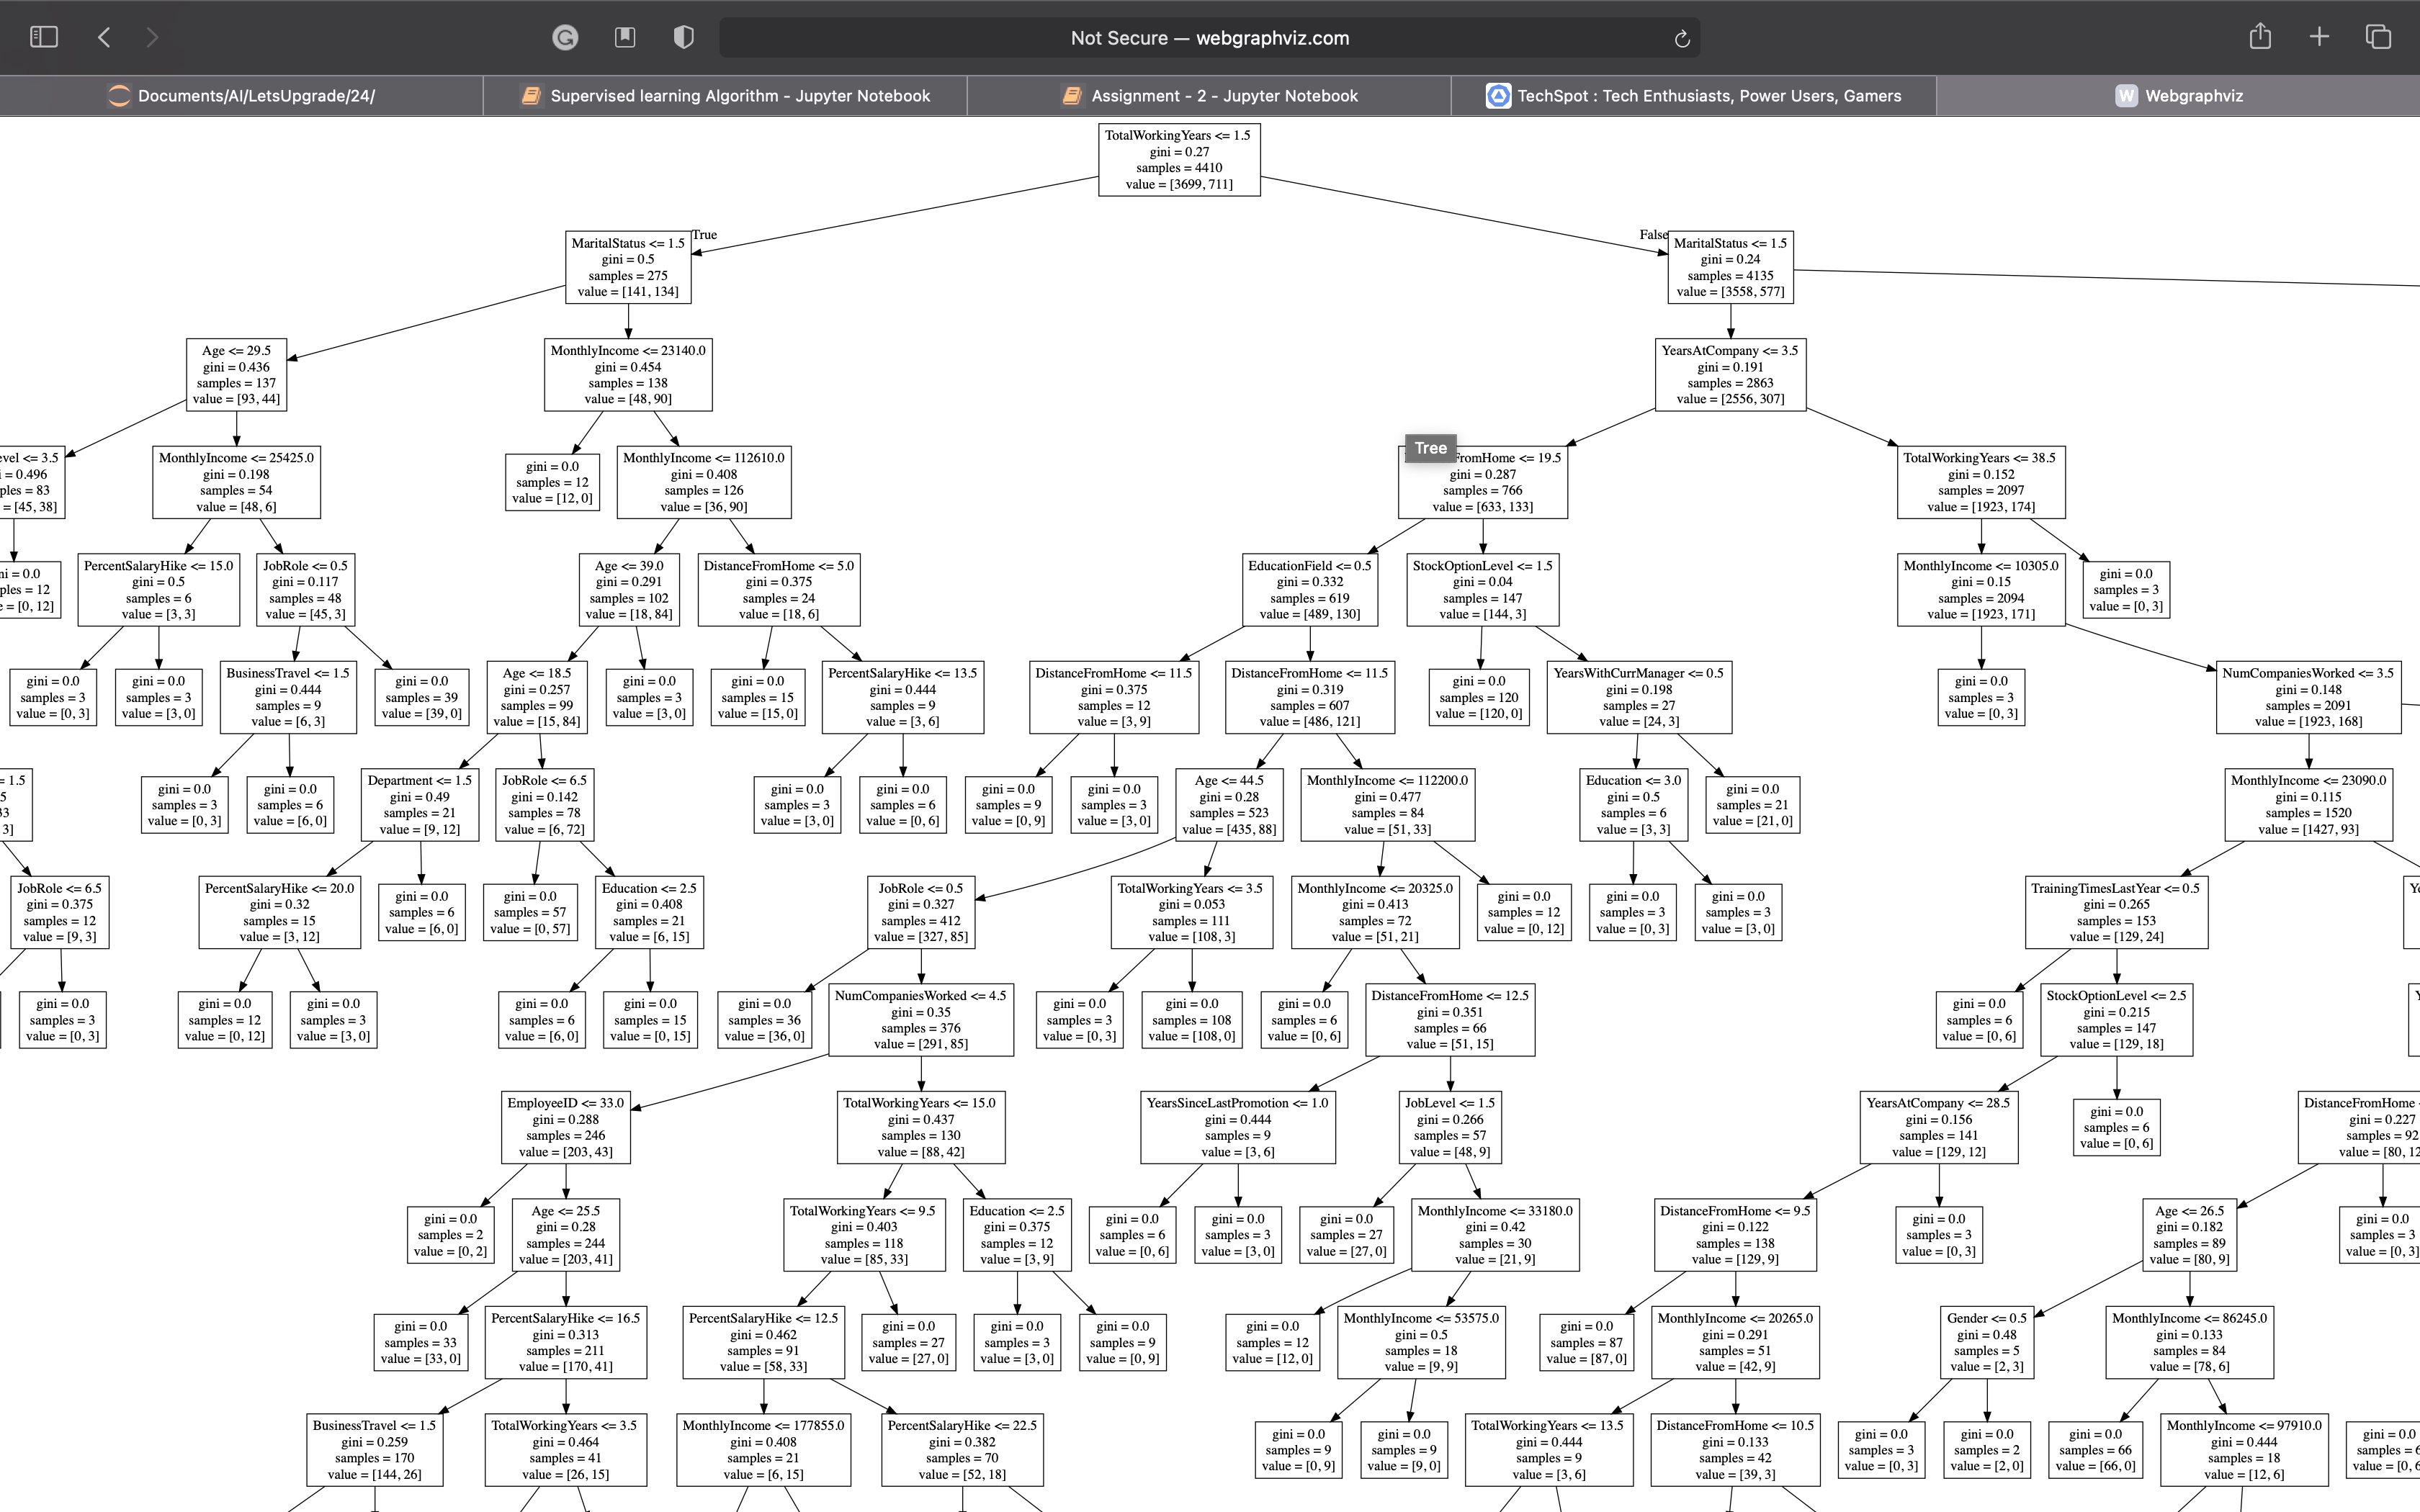 Not Secure — webgraphviz.com
Documents/AI/LetsUpgrade/24/
Supervised learning Algorithm - Jupyter Notebook
Assignment - 2 - Jupyter Notebook
TechSpot : Tech Enthusiasts, Power Users, Gamers
W Webgraphviz
TotalWorkingYears <= 1.5
gini = 0.27
samples = 4410
value = [3699, 711]
True
False
MaritalStatus <= 1.5
gini = 0.5
samples = 275
value = [141, 134]
MaritalStatus <= 1.5
gini = 0.24
samples = 4135
value = [3558, 577]
Age <= 29.5
gini = 0.436
samples = 137
value = [93, 44]
MonthlyIncome <= 23140.0
gini = 0.454
samples = 138
value = [48, 90]
YearsAtCompany <= 3.5
gini = 0.191
samples = 2863
value = [2556, 307]
evel <= 3.5
i = 0.496
ples = 83
= [45, 38]
MonthlyIncome <= 25425.0
gini = 0.198
samples = 54
value = [48, 6]
gini = 0.0
samples = 12
value = [12, 0]
MonthlyIncome <= 112610.0
gini = 0.408
samples = 126
value = [36, 90]
Tree
FromHome <= 19.5
gini = 0.287
samples = 766
value = [633, 133]
TotalWorkingYears <= 38.5
gini = 0.152
samples = 2097
value = [1923, 174]
ni = 0.0
ples = 12
e = [0, 12]
PercentSalaryHike <= 15.0
gini = 0.5
samples = 6
value = [3, 3]
JobRole <= 0.5
gini = 0.117
samples = 48
value = [45, 3]
Age <= 39.0
gini = 0.291
samples = 102
value = [18, 84]
DistanceFromHome <= 5.0
gini = 0.375
samples = 24
value = [18, 6]
EducationField <= 0.5
gini = 0.332
samples = 619
value = [489, 130]
StockOptionLevel <= 1.5
gini = 0.04
samples = 147
value = [144, 3]
MonthlyIncome <= 10305.0
gini = 0.15
samples = 2094
value = [1923, 171]
gini = 0.0
samples = 3
value = [0, 3]
gini = 0.0
samples = 3
value = [0, 3]
gini = 0.0
samples = 3
value = [3, 0]
BusinessTravel <= 1.5
gini = 0.444
samples = 9
value = [6, 3]
gini = 0.0
samples = 39
value = [39, 0]
Age <= 18.5
gini = 0.257
samples = 99
value = [15, 84]
gini = 0.0
samples = 3
value = [3, 0]
gini = 0.0
samples = 15
value = [15, 0]
PercentSalaryHike <= 13.5
gini = 0.444
samples = 9
value = [3, 6]
DistanceFromHome <= 11.5
gini = 0.375
samples = 12
value = [3, 9]
DistanceFromHome <= 11.5
gini = 0.319
samples = 607
value = [486, 121]
gini = 0.0
samples = 120
value = [120, 0]
YearsWithCurrManager <= 0.5
gini = 0.198
samples = 27
value = [24, 3]
gini = 0.0
samples = 3
value = [0, 3]
NumCompaniesWorked <= 3.5
gini = 0.148
samples = 2091
value = [1923, 168]
= 1.5
5
33
3]
gini = 0.0
samples = 3
value = [0, 3]
gini = 0.0
samples = 6
value = [6, 0]
Department <= 1.5
gini = 0.49
samples = 21
value = [9, 12]
JobRole <= 6.5
gini = 0.142
samples = 78
value = [6, 72]
gini = 0.0
samples = 3
value = [3, 0]
gini = 0.0
samples = 6
value = [0, 6]
gini = 0.0
samples = 9
value = [0, 9]
gini = 0.0
samples = 3
value = [3, 0]
Age <= 44.5
gini = 0.28
samples = 523
value = [435, 88]
MonthlyIncome <= 112200.0
gini = 0.477
samples = 84
value = [51, 33]
Education <= 3.0
gini = 0.5
samples = 6
value = [3, 3]
gini = 0.0
samples = 21
value = [21, 0]
MonthlyIncome <= 23090.0
gini = 0.115
samples = 1520
value = [1427, 93]
JobRole <= 6.5
gini = 0.375
samples = 12
value = [9, 3]
PercentSalaryHike <= 20.0
gini = 0.32
samples = 15
value = [3, 12]
gini = 0.0
samples = 6
value = [6, 0]
gini = 0.0
samples = 57
value = [0, 57]
Education <= 2.5
gini = 0.408
samples = 21
value = [6, 15]
JobRole <= 0.5
gini = 0.327
samples = 412
value = [327, 85]
TotalWorkingYears <= 3.5
gini = 0.053
samples = 111
value = [108, 3]
MonthlyIncome <= 20325.0
gini = 0.413
samples = 72
value = [51, 21]
gini = 0.0
samples = 12
value = [0, 12]
gini = 0.0
samples = 3
value = [0, 3]
gini = 0.0
samples = 3
value = [3, 0]
TrainingTimesLastYear <= 0.5
gini = 0.265
samples = 153
value = [129, 24]
Ye
gini = 0.0
samples = 3
value = [0, 3]
gini = 0.0
samples = 12
value = [0, 12]
gini = 0.0
samples = 3
value = [3, 0]
gini = 0.0
samples = 6
value = [6, 0]
gini = 0.0
samples = 15
value = [0, 15]
gini = 0.0
samples = 36
value = [36, 0]
NumCompaniesWorked <= 4.5
gini = 0.35
samples = 376
value = [291, 85]
gini = 0.0
samples = 3
value = [0, 3]
gini = 0.0
samples = 108
value = [108, 0]
gini = 0.0
samples = 6
value = [0, 6]
DistanceFromHome <= 12.5
gini = 0.351
samples = 66
value = [51, 15]
gini = 0.0
samples = 6
value = [0, 6]
StockOptionLevel <= 2.5
gini = 0.215
samples = 147
value = [129, 18]
Y
EmployeeID <= 33.0
gini = 0.288
samples = 246
value = [203, 43]
TotalWorkingYears <= 15.0
gini = 0.437
samples = 130
value = [88, 42]
YearsSinceLastPromotion <= 1.0
gini = 0.444
samples = 9
value = [3, 6]
JobLevel <= 1.5
gini = 0.266
samples = 57
value = [48, 9]
YearsAtCompany <= 28.5
gini = 0.156
samples = 141
value = [129, 12]
gini = 0.0
samples = 6
value = [0, 6]
DistanceFromHome <
gini = 0.227
samples = 92
value = [80, 12
gini = 0.0
samples = 2
value = [0, 2]
Age <= 25.5
gini = 0.28
samples = 244
value = [203, 41]
TotalWorkingYears <= 9.5
gini = 0.403
samples = 118
value = [85, 33]
Education <= 2.5
gini = 0.375
samples = 12
value = [3, 9]
gini = 0.0
samples = 6
value = [0, 6]
gini = 0.0
samples = 3
value = [3, 0]
gini = 0.0
samples = 27
value = [27, 0]
MonthlyIncome <= 33180.0
gini = 0.42
samples = 30
value = [21, 9]
DistanceFromHome <= 9.5
gini = 0.122
samples = 138
value = [129, 9]
gini = 0.0
samples = 3
value = [0, 3]
Age <= 26.5
gini = 0.182
samples = 89
value = [80, 9]
gini = 0.0
samples = 3
value = [0, 3]
gini = 0.0
samples = 33
value = [33, 0]
PercentSalaryHike <= 16.5
gini = 0.313
samples = 211
value = [170, 41]
PercentSalaryHike <= 12.5
gini = 0.462
samples = 91
value = [58, 33]
gini = 0.0
samples = 27
value = [27, 0]
gini = 0.0
samples = 3
value = [3, 0]
gini = 0.0
samples = 9
value = [0, 9]
gini = 0.0
samples = 12
value = [12, 0]
MonthlyIncome <= 53575.0
gini = 0.5
samples = 18
value = [9, 9]
gini = 0.0
samples = 87
value = [87, 0]
MonthlyIncome <= 20265.0
gini = 0.291
samples = 51
value = [42, 9]
Gender <= 0.5
gini = 0.48
samples = 5
value = [2, 3]
MonthlyIncome <= 86245.0
gini = 0.133
samples = 84
value = [78, 6]
BusinessTravel <= 1.5
gini = 0.259
samples = 170
value = [144, 26]
TotalWorkingYears <= 3.5
gini = 0.464
samples = 41
value = [26, 15]
MonthlyIncome <= 177855.0
gini = 0.408
samples = 21
value = [6, 15]
PercentSalaryHike <= 22.5
gini = 0.382
samples = 70
value = [52, 18]
gini = 0.0
samples = 9
value = [0, 9]
gini = 0.0
samples = 9
value = [9, 0]
TotalWorkingYears <= 13.5
gini = 0.444
samples = 9
value = [3, 6]
DistanceFromHome <= 10.5
gini = 0.133
samples = 42
value = [39, 3]
gini = 0.0
samples = 3
value = [0, 3]
gini = 0.0
samples = 2
value = [2, 0]
gini = 0.0
samples = 66
value = [66, 0]
MonthlyIncome <= 97910.0
gini = 0.444
samples = 18
value = [12, 6]
gini = 0.0
samples = 6
value = [0, 6